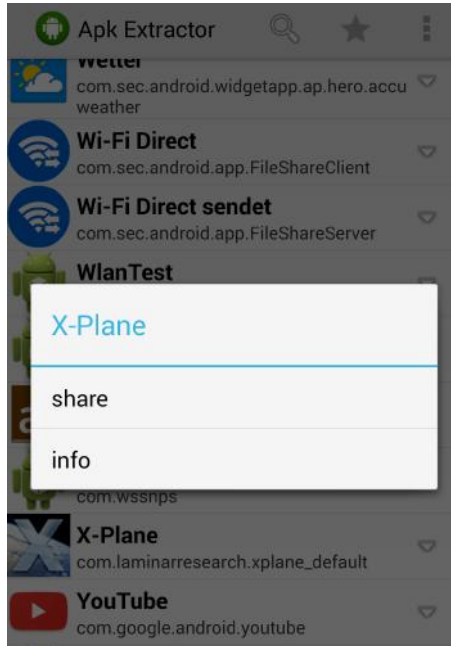 Apk Extractor
Wetter
com.sec.android.widgetapp.ap.hero.accu
weather
Wi-Fi Direct
com.sec.android.app.FileShareClient
Wi-Fi Direct sendet
com.sec.android.app.FileShareServer
WlanTest
X-Plane
share
info
com.wssnps
X-Plane
com.laminarresearch.xplane_default
YouTube
com.google.android.youtube